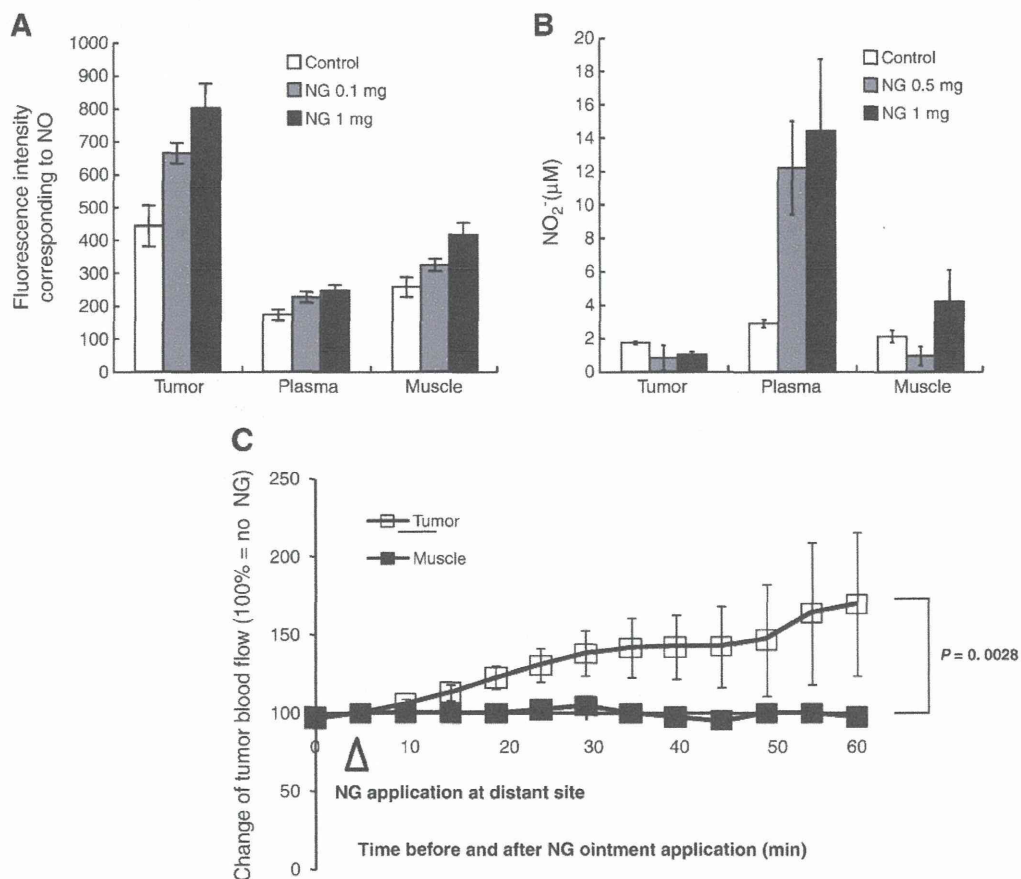 A
Fluorescence intensity
corresponding to NO
1000
900
800
700
600
500
400
300
200
100
0
Control
NG 0.1 mg
NG 1 mg
Tumor
Plasma
Muscle
B
NO₂⁻(μM)
20
18
16
14
12
10
8
6
4
2
0
Control
NG 0.5 mg
NG 1 mg
Tumor
Plasma
Muscle
C
Change of tumor blood flow (100% = no NG)
250
200
150
100
50
0
Tumor
Muscle
P = 0.0028
0
10
20
30
40
50
60
NG application at distant site
Time before and after NG ointment application (min)